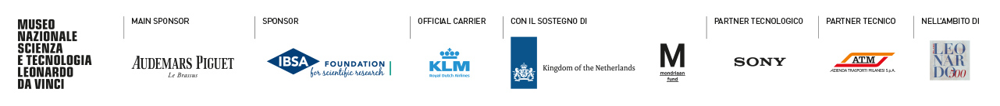 MUSEO
NAZIONALE
SCIENZA
E TECNOLOGIA
LEONARDO
DA VINCI
MAIN SPONSOR
AUDEMARS PIGUET
Le Brassus
SPONSOR
IBSA
FOUNDATION
for scientific research
OFFICIAL CARRIER
KLM
Royal Dutch Airlines
CON IL SOSTEGNO DI
Kingdom of the Netherlands
M
mondriaan
fund
PARTNER TECNOLOGICO
SONY
PARTNER TECNICO
ATM
AZIENDA TRASPORTI MILANESI S.p.A.
NELL'AMBITO DI
LEO
NAR
DO500